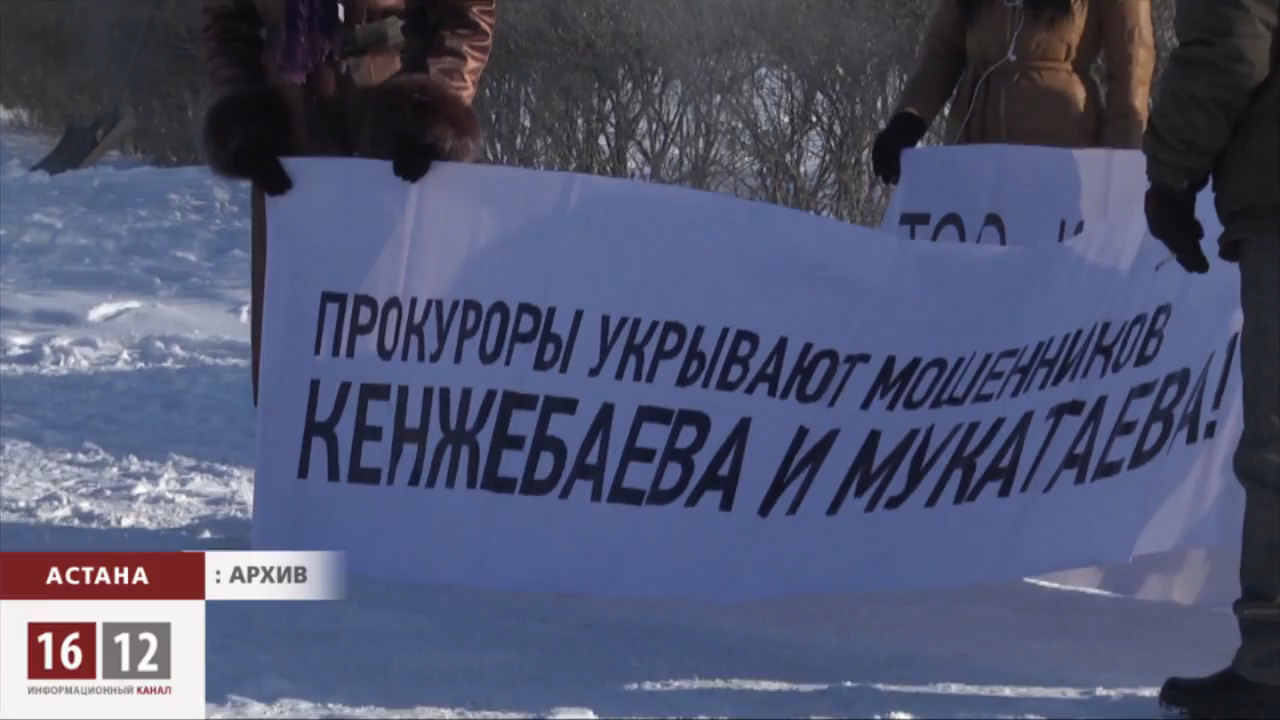 ПРОКУРОРЫ УКРЫВАЮТ МОШЕННИКОВ
КЕНЖЕБАЕВА И МУКАТАЕВА!
АСТАНА : АРХИВ
16 12
ИНФОРМАЦИОННЫЙ КАНАЛ